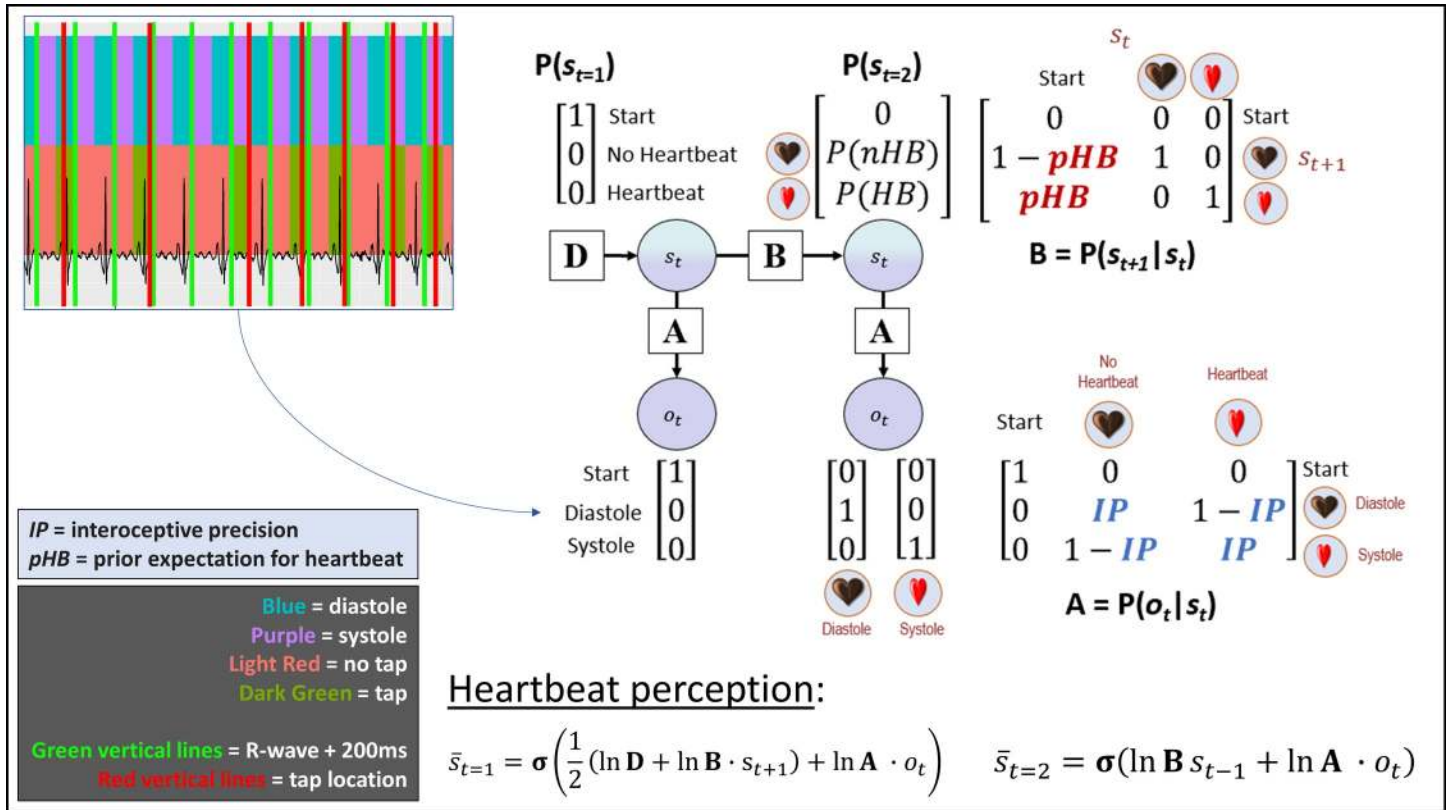 P(s_{t=1})
[1] Start
[0] No Heartbeat
[0] Heartbeat
P(s_{t=2})
[0]
[P(nHB)]
[P(HB)]
s_t
Start
0 0 0 Start
1 − pHB 1 0 s_{t+1}
pHB 0 1
B = P(s_{t+1}|s_t)
D s_t B s_t
A A
o_t o_t
Start [1]
Diastole [0]
Systole [0]
[0] [0]
[1] [0]
[0] [1]
Diastole Systole
No
Heartbeat Heartbeat
Start
1 0 0 Start
0 IP 1 − IP Diastole
0 1 − IP IP Systole
A = P(o_t|s_t)
IP = interoceptive precision
pHB = prior expectation for heartbeat
Blue = diastole
Purple = systole
Light Red = no tap
Dark Green = tap
Green vertical lines = R-wave + 200ms
Red vertical lines = tap location
Heartbeat perception:
s̄_{t=1} = σ(1/2 (ln D + ln B · s_{t+1}) + ln A · o_t)
s̄_{t=2} = σ(ln B s_{t−1} + ln A · o_t)